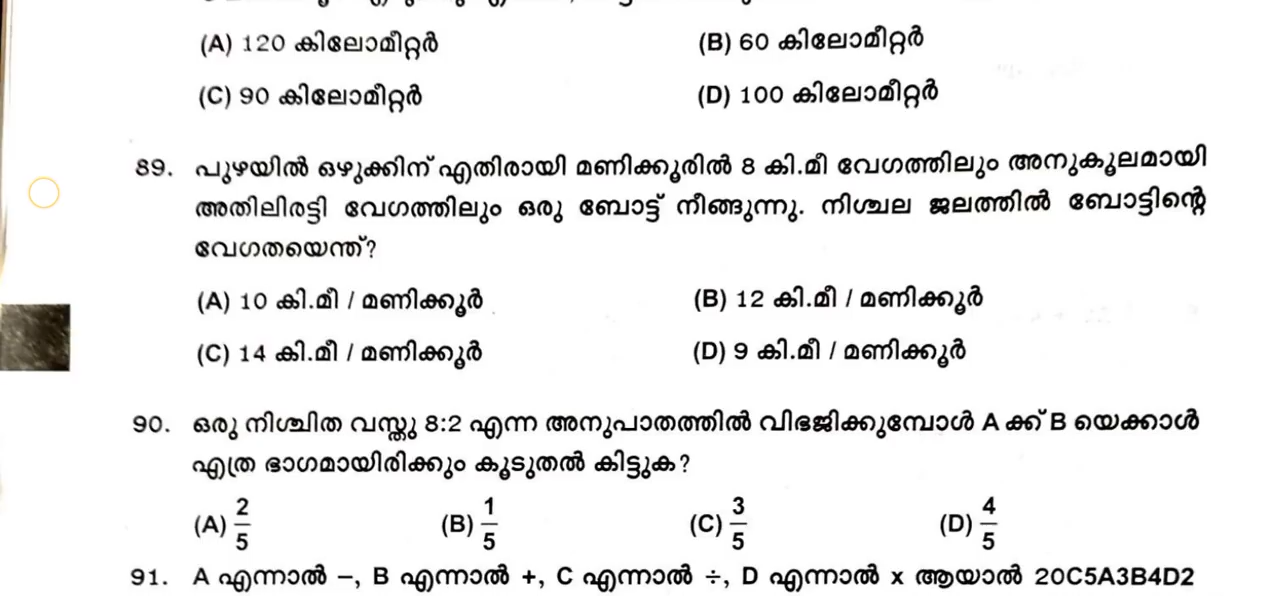 (A) 120 കിലോമീറ്റർ (B) 60 കിലോമീറ്റർ
(C) 90 കിലോമീറ്റർ (D) 100 കിലോമീറ്റർ
89. പുഴയിൽ ഒഴുക്കിന് എതിരായി മണിക്കൂറിൽ 8 കി.മീ വേഗത്തിലും അനുകൂലമായി
അതിലിരട്ടി വേഗത്തിലും ഒരു ബോട്ട് നീങ്ങുന്നു. നിശ്ചല ജലത്തിൽ ബോട്ടിന്റെ
വേഗതയെന്ത്?
(A) 10 കി.മീ / മണിക്കൂർ (B) 12 കി.മീ / മണിക്കൂർ
(C) 14 കി.മീ / മണിക്കൂർ (D) 9 കി.മീ / മണിക്കൂർ
90. ഒരു നിശ്ചിത വസ്തു 8:2 എന്ന അനുപാതത്തിൽ വിഭജിക്കുമ്പോൾ A ക്ക് B യെക്കാൾ
എത്ര ഭാഗമായിരിക്കും കൂടുതൽ കിട്ടുക?
(A) 2/5 (B) 1/5 (C) 3/5 (D) 4/5
91. A എന്നാൽ –, B എന്നാൽ +, C എന്നാൽ ÷, D എന്നാൽ x ആയാൽ 20C5A3B4D2